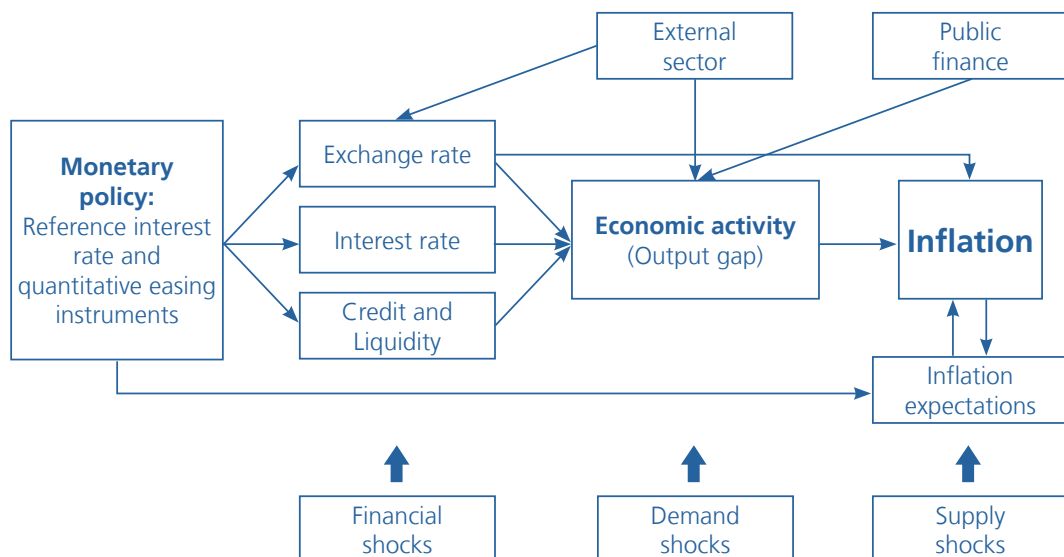 External
sector
Public
finance
Monetary
policy:
Reference interest
rate and
quantitative easing
instruments
Exchange rate
Interest rate
Credit and
Liquidity
Economic activity
(Output gap)
Inflation
Inflation
expectations
Financial
shocks
Demand
shocks
Supply
shocks